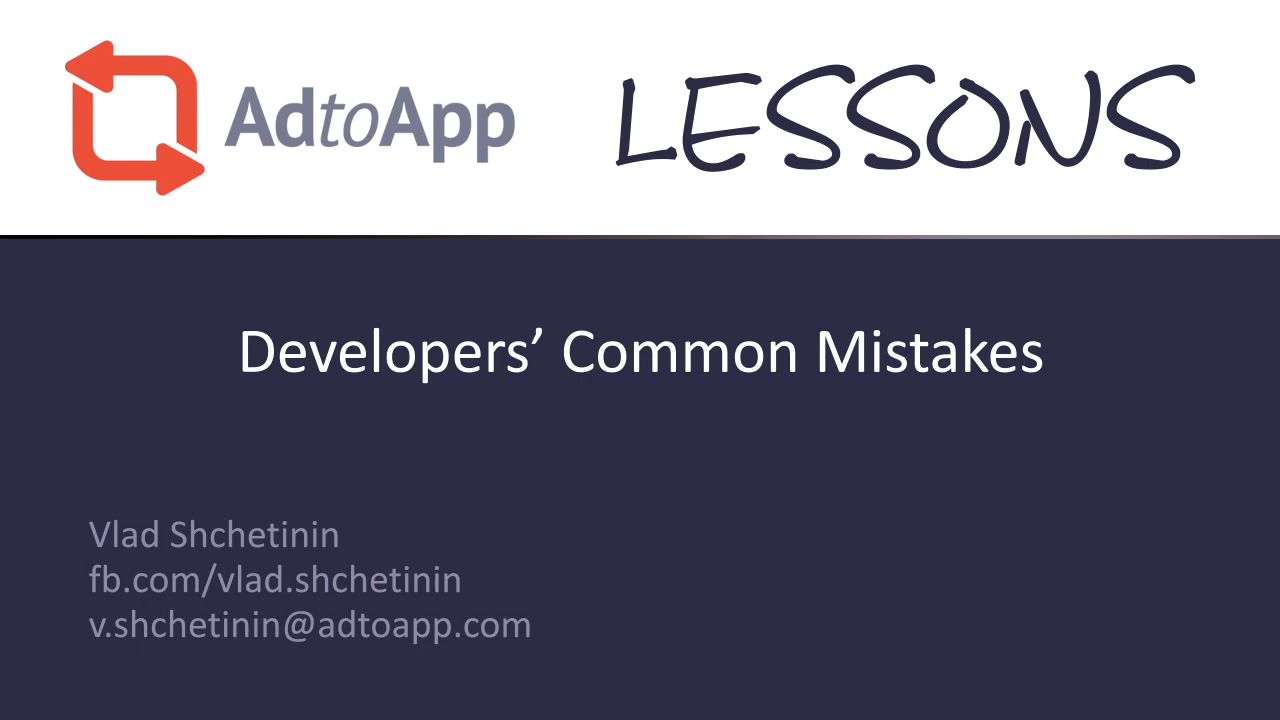 AdtoApp LESSONS
Developers’ Common Mistakes
Vlad Shchetinin
fb.com/vlad.shchetinin
v.shchetinin@adtoapp.com